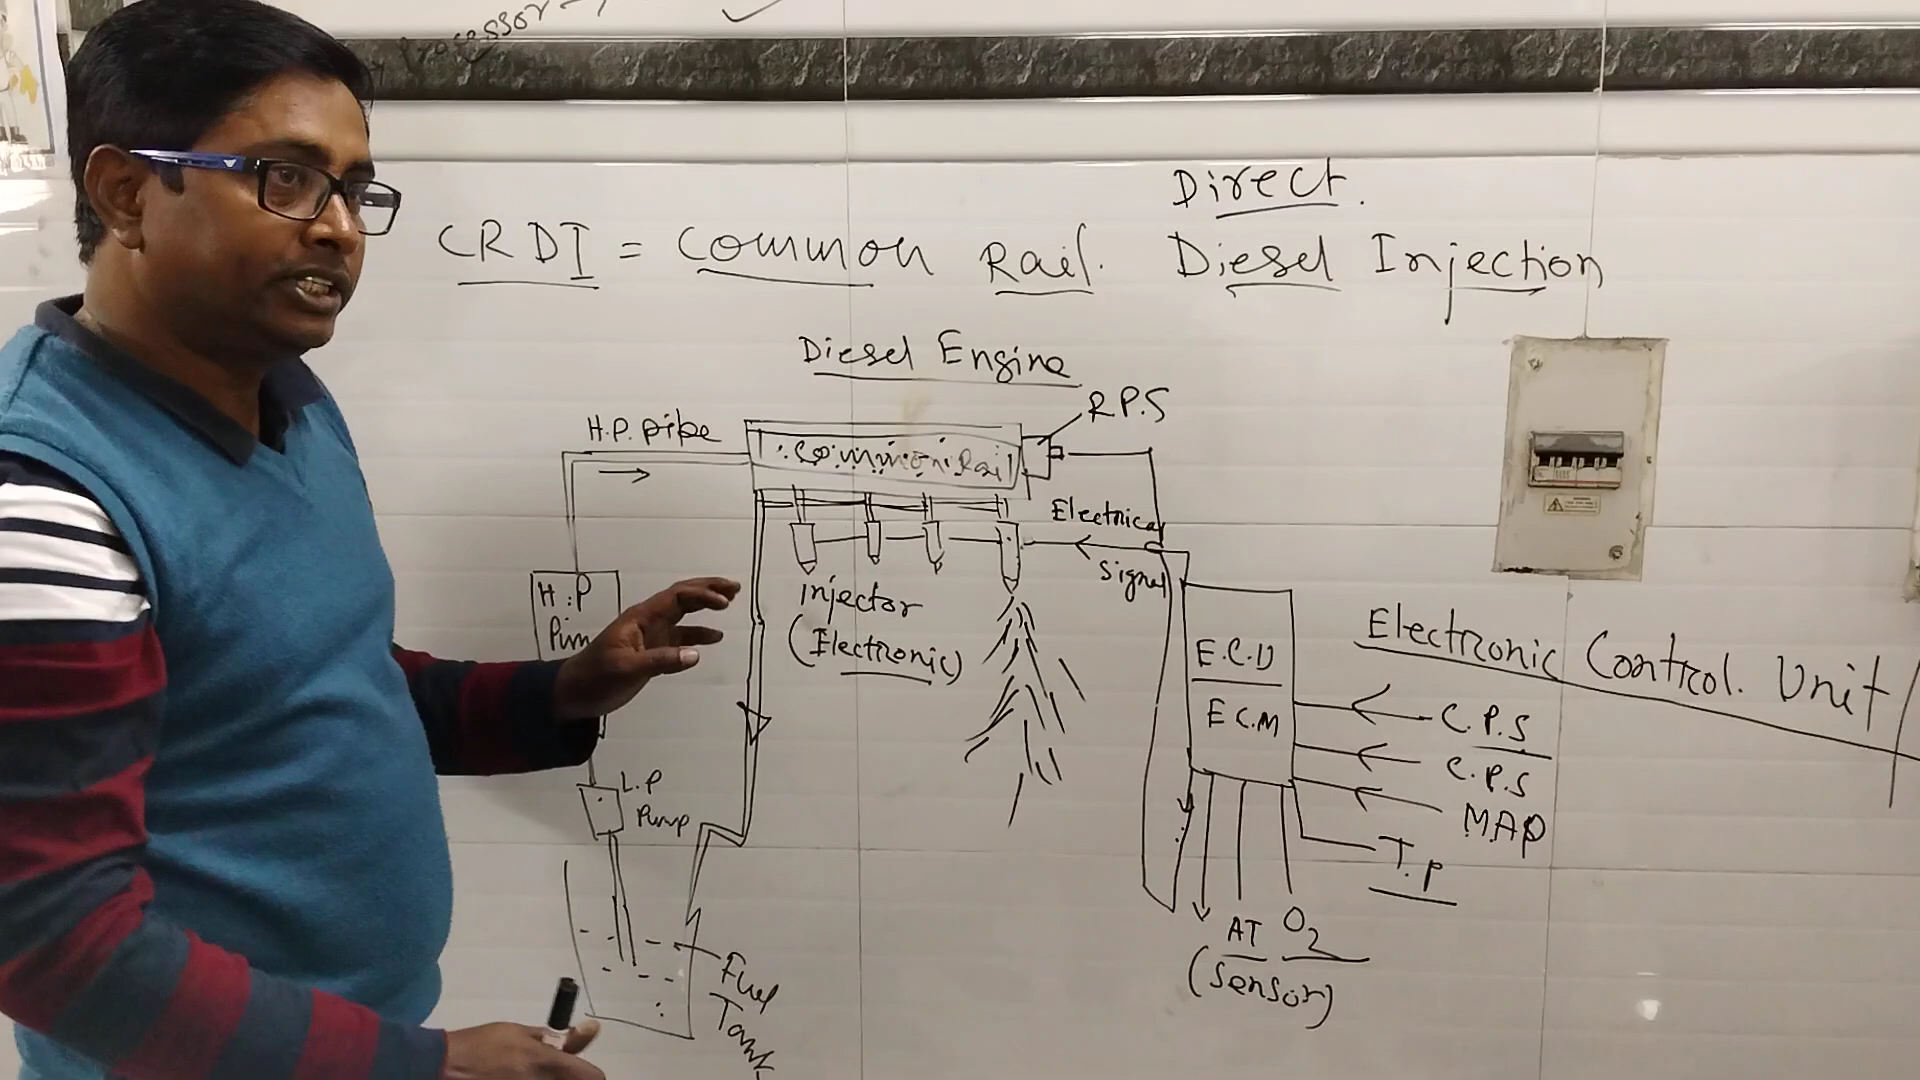 Processor →
Direct.
CRDI = Common Rail. Diesel Injection
Diesel Engine
R.P.S
H.P. pipe
Common Rail
Electrical
Signal
injector
(Electronic)
H.P
L.P
Pump
Fuel
Tank
E.C.U
E.C.M
Electronic Control. Unit /
C.P.S
C.P.S
MAP
T.P
AT O2
(Sensor)